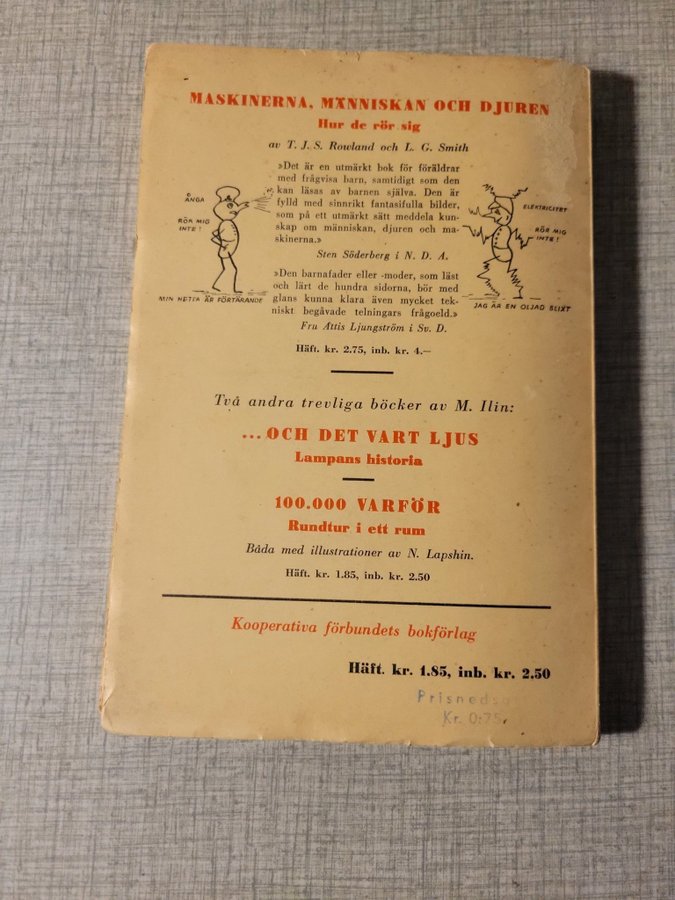 MASKINERNA, MÄNNISKAN OCH DJUREN
Hur de rör sig
av T. J. S. Rowland och L. G. Smith
»Det är en utmärkt bok för föräldrar
med frågvisa barn, samtidigt som den
kan läsas av barnen själva. Den är
fylld med sinnrikt fantasifulla bilder,
som på ett utmärkt sätt meddela kun-
skap om människan, djuren och ma-
skinerna.»
Sten Söderberg i N. D. A.
»Den barnafader eller -moder, som läst
och lärt de hundra sidorna, bör med
glans kunna klara även mycket tek-
niskt begåvade telningars frågoeld.»
Fru Attis Ljungström i Sv. D.
Häft. kr. 2.75, inb. kr. 4.—
ÅNGA
RÖR MIG
INTE!
MIN HETTA ÄR FÖRTÄRANDE
ELEKTRICITET
RÖR MIG
INTE!
JAG ÄR EN OLJAD BLIXT
Två andra trevliga böcker av M. Ilin:
...OCH DET VART LJUS
Lampans historia
100.000 VARFÖR
Rundtur i ett rum
Båda med illustrationer av N. Lapshin.
Häft. kr. 1.85, inb. kr. 2.50
Kooperativa förbundets bokförlag
Häft. kr. 1.85, inb. kr. 2.50
Kr. 0:75